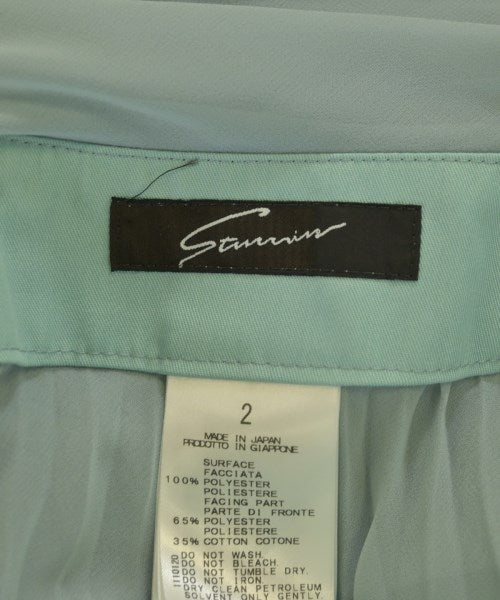 Stunning
2
MADE IN JAPAN
PRODOTTO IN GIAPPONE
SURFACE
FACCIATA
100% POLYESTER
POLIESTERE
FACING PART
PARTE DI FRONTE
65% POLYESTER
POLIESTERE
35% COTTON COTONE
DO NOT WASH.
DO NOT BLEACH.
DO NOT TUMBLE DRY.
DO NOT IRON.
DRY CLEAN PETROLEUM
SOLVENT ONLY GENTLY.
1110120